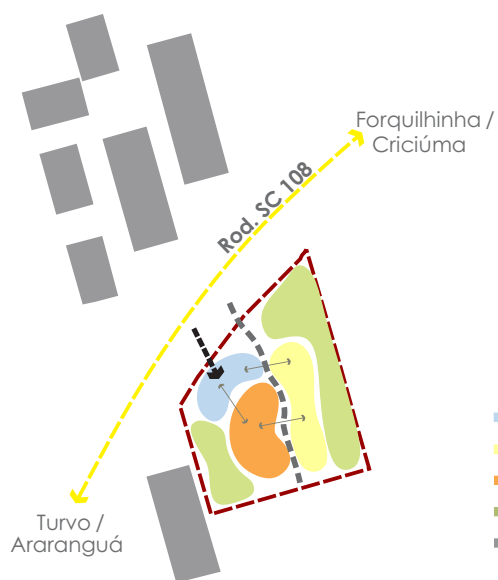 Forquilhinha /
Criciúma
Rod. SC 108
Turvo /
Araranguá